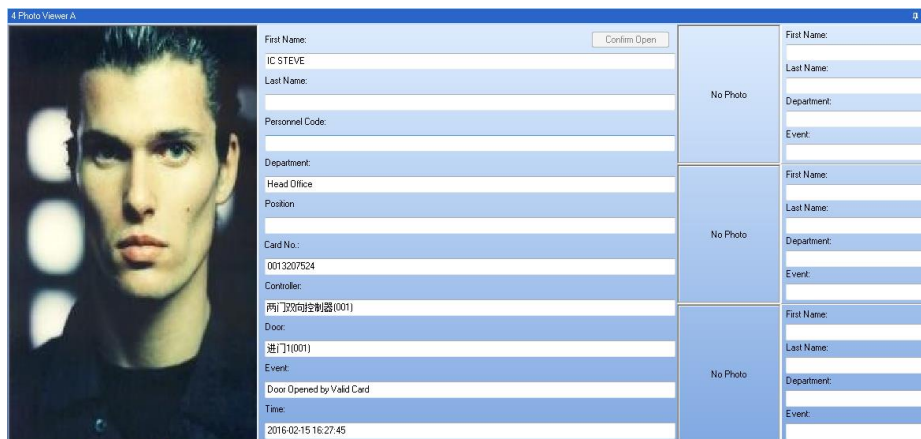 4 Photo Viewer A
First Name:
Confirm Open
IC STEVE
Last Name:
Personnel Code:
Department:
Head Office
Position
Card No.:
0013207524
Controller:
两门双向控制器(001)
Door:
进门1(001)
Event:
Door Opened by Valid Card
Time:
2016-02-15 16:27:45
No Photo
First Name:
Last Name:
Department:
Event:
No Photo
First Name:
Last Name:
Department:
Event:
No Photo
First Name:
Last Name:
Department:
Event: